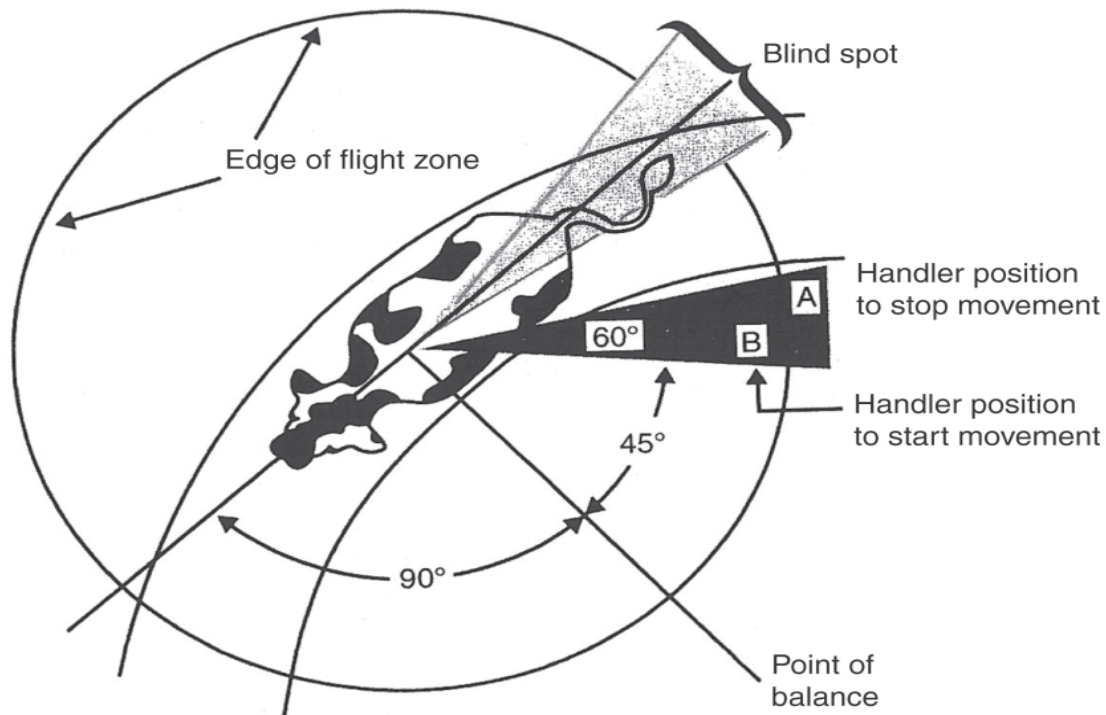 Blind spot
Edge of flight zone
Handler position
to stop movement
A
60°
B
Handler position
to start movement
45°
90°
Point of
balance